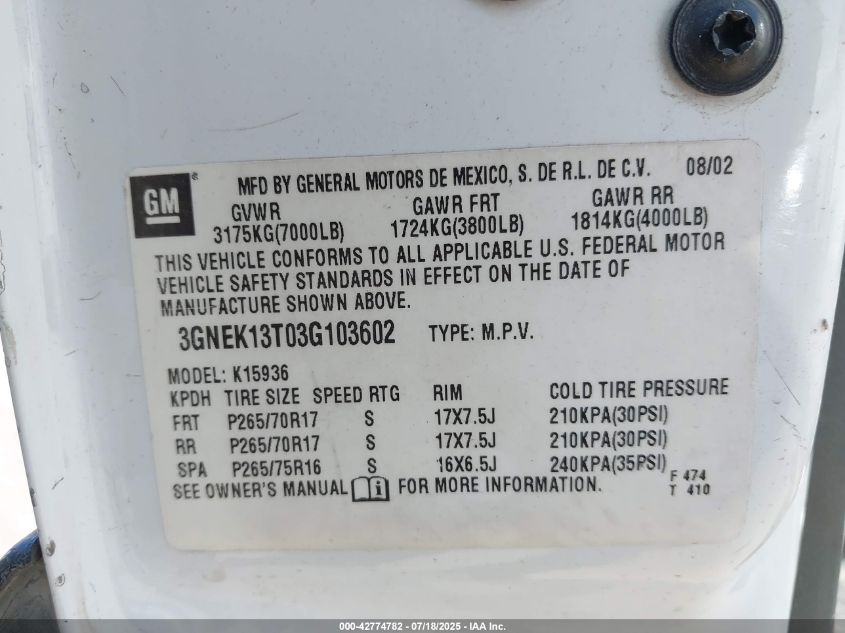 GM ®
MFD BY GENERAL MOTORS DE MEXICO, S. DE R.L. DE C.V. 08/02
GVWR GAWR FRT GAWR RR
3175KG(7000LB) 1724KG(3800LB) 1814KG(4000LB)
THIS VEHICLE CONFORMS TO ALL APPLICABLE U.S. FEDERAL MOTOR
VEHICLE SAFETY STANDARDS IN EFFECT ON THE DATE OF
MANUFACTURE SHOWN ABOVE.
3GNEK13T03G103602 TYPE: M.P.V.
MODEL: K15936
KPDH TIRE SIZE SPEED RTG RIM COLD TIRE PRESSURE
FRT P265/70R17 S 17X7.5J 210KPA(30PSI)
RR P265/70R17 S 17X7.5J 210KPA(30PSI)
SPA P265/75R16 S 16X6.5J 240KPA(35PSI)
F 474
SEE OWNER'S MANUAL i FOR MORE INFORMATION. T 410
000-42774782 - 07/18/2025 - IAA Inc.